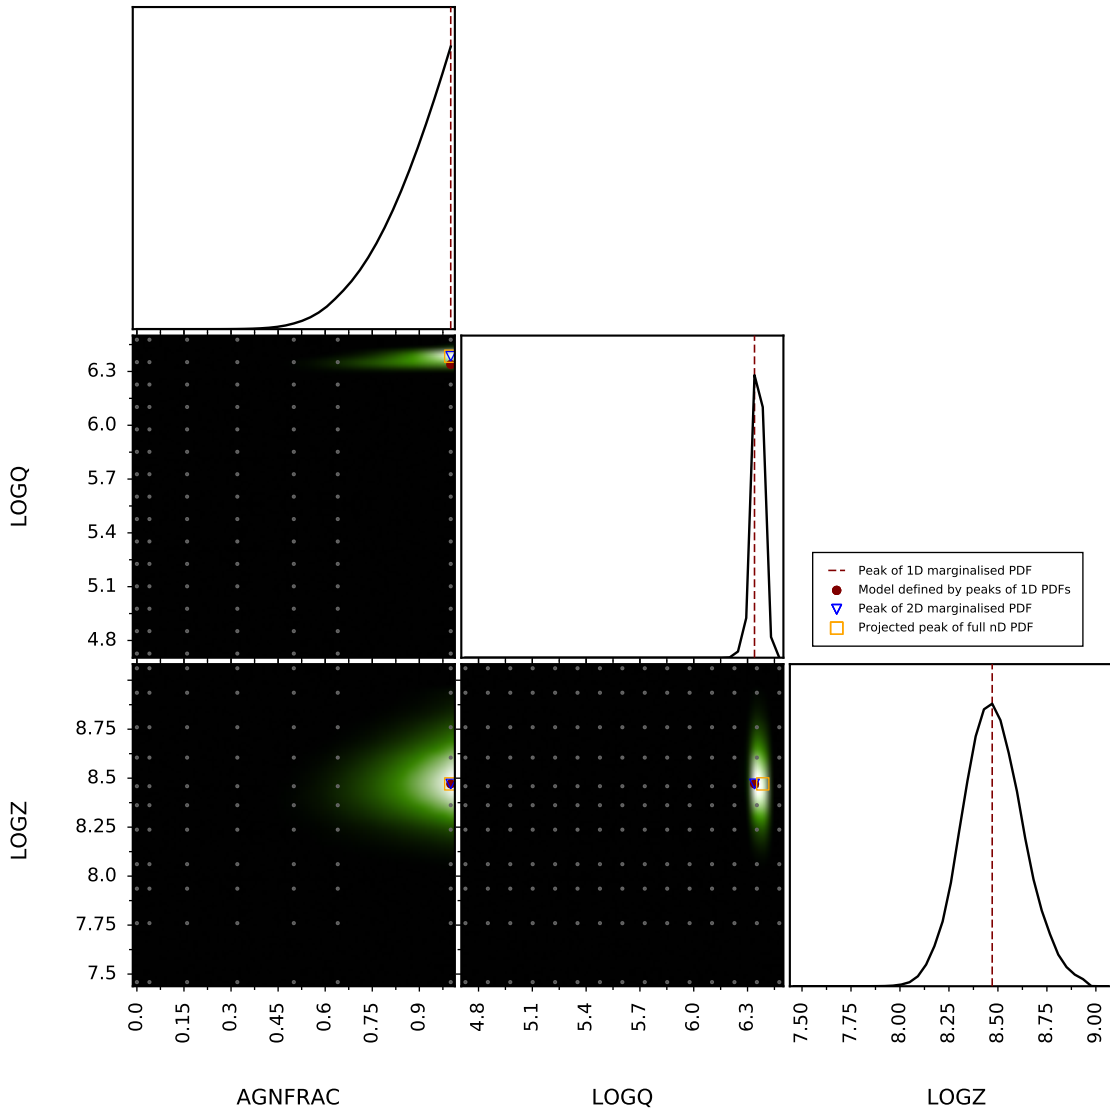 LOGQ
6.3
6.0
5.7
5.4
5.1
4.8
Peak of 1D marginalised PDF
Model defined by peaks of 1D PDFs
Peak of 2D marginalised PDF
Projected peak of full nD PDF
LOGZ
8.75
8.5
8.25
8.0
7.75
7.5
0.0 0.15 0.3 0.45 0.6 0.75 0.9
4.8 5.1 5.4 5.7 6.0 6.3
7.50 7.75 8.00 8.25 8.50 8.75 9.00
AGNFRAC LOGQ LOGZ